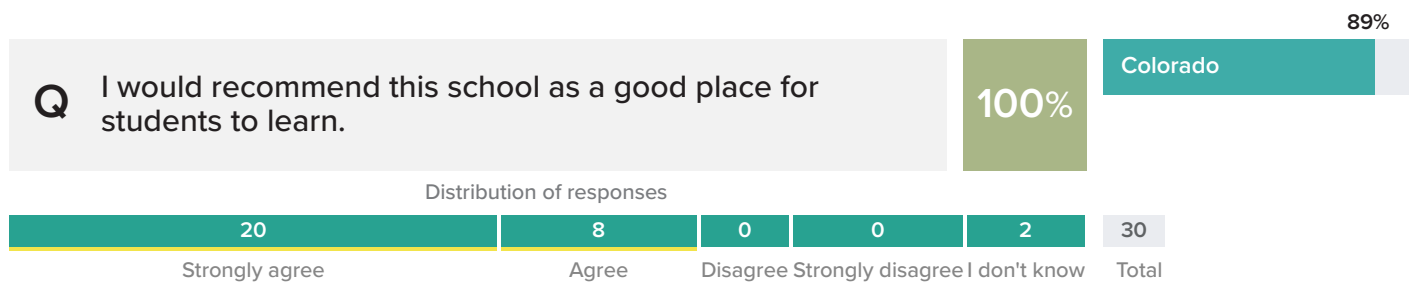 89%
Q
I would recommend this school as a good place for
students to learn.
100%
Colorado
Distribution of responses
20 8 0 0 2 30
Strongly agree Agree Disagree Strongly disagree I don't know Total